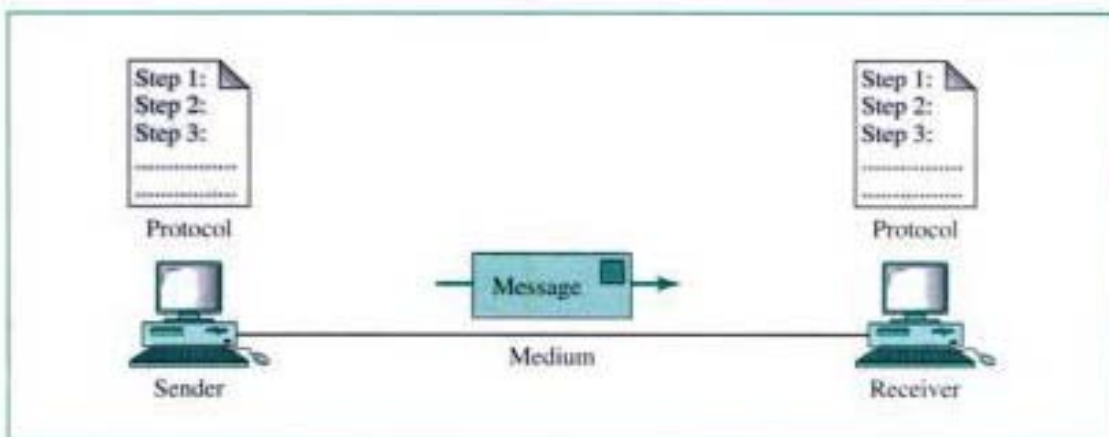 Step 1:
Step 2:
Step 3:
Protocol
Step 1:
Step 2:
Step 3:
Protocol
Message
Medium
Sender
Receiver